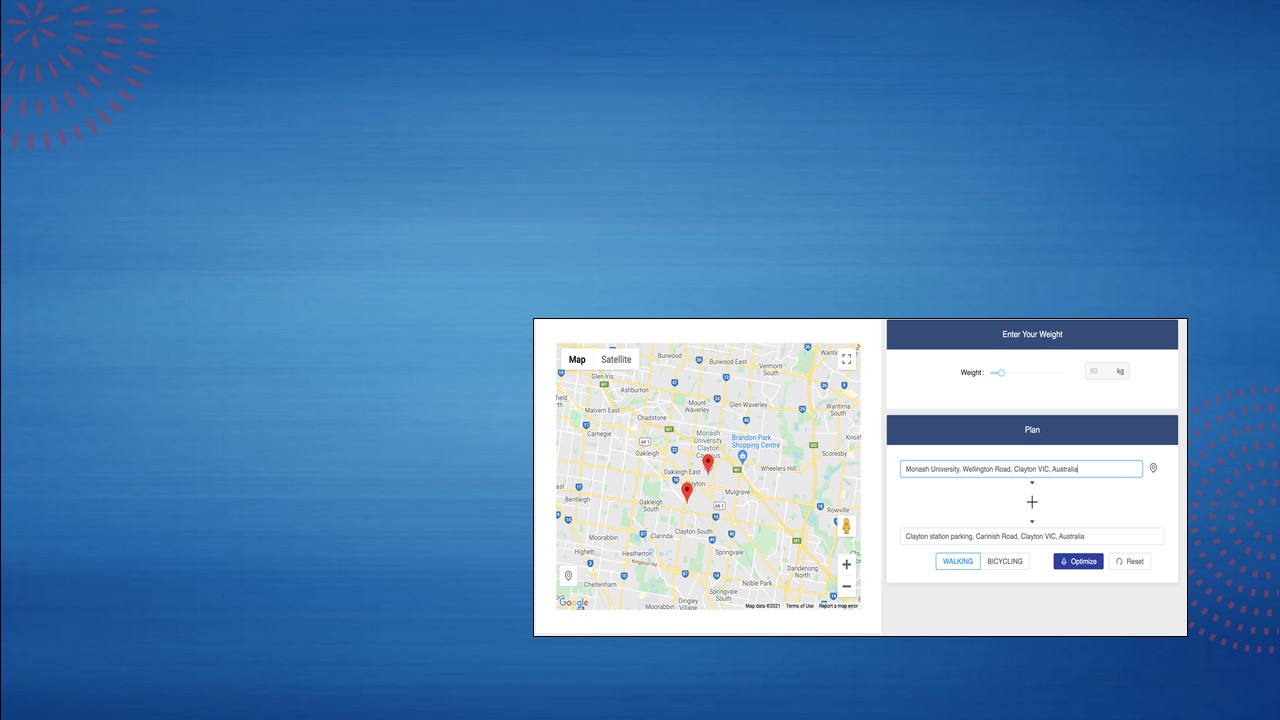 Map
Satellite
Burwood
Burwood East
Vermont
South
Glen Iris
Ashburton
Mount
Waverley
Glen Waverley
Wantirna
South
Malvern East
Chadstone
Carnegie
Monash
University
Clayton
Brandon Park
Shopping Centre
Scoresby
Oakleigh
Oakleigh East
Wheelers Hill
Mulgrave
Bentleigh
Oakleigh
South
Rowville
Moorabbin
Clarinda
Clayton South
Highett
Heatherton
Kingston Rd
Springvale
Dandenong
North
Cheltenham
Noble Park
Springvale
South
Dingley
Village
Moorabbin
Google
Map data ©2021
Terms of Use
Report a map error
Enter Your Weight
Weight :
60 kg
Plan
Monash University, Wellington Road, Clayton VIC, Australia
Clayton station parking, Carinish Road, Clayton VIC, Australia
WALKING
BICYCLING
Optimize
Reset